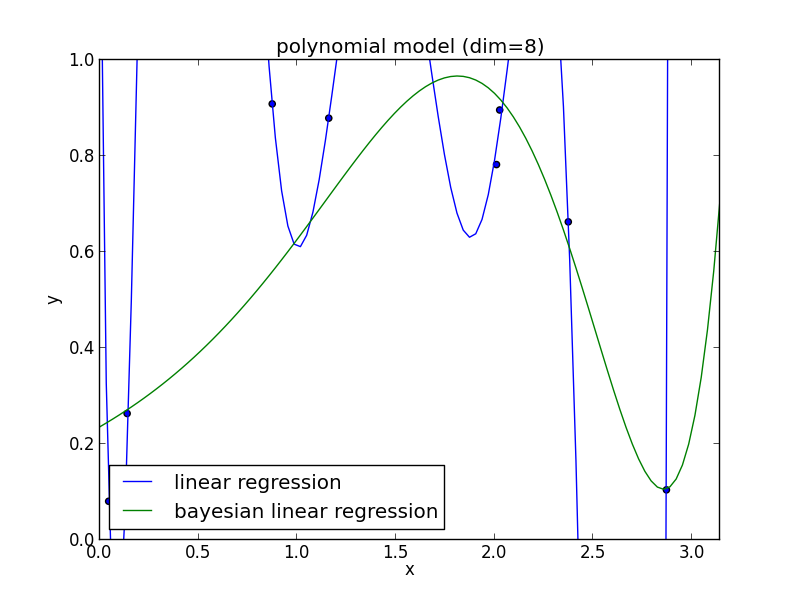 polynomial model (dim=8)
1.0
0.8
0.6
y
0.4
0.2
0.0
linear regression
bayesian linear regression
0.0 0.5 1.0 1.5 2.0 2.5 3.0
x